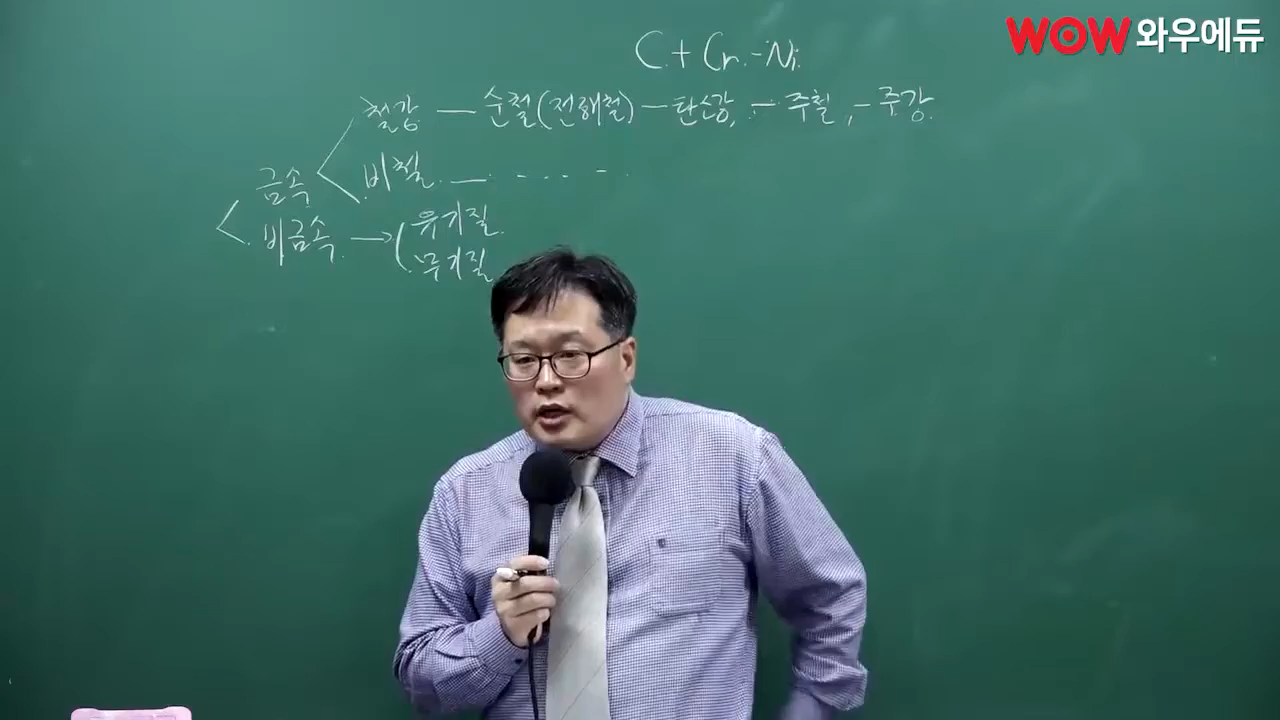 WOW 와우에듀
C + Cr - Ni
철강 — 순철(전해철) — 탄소강, — 주철, — 주강.
금속 < 비철 — - - - -
비금속 → ( 유기질
무기질